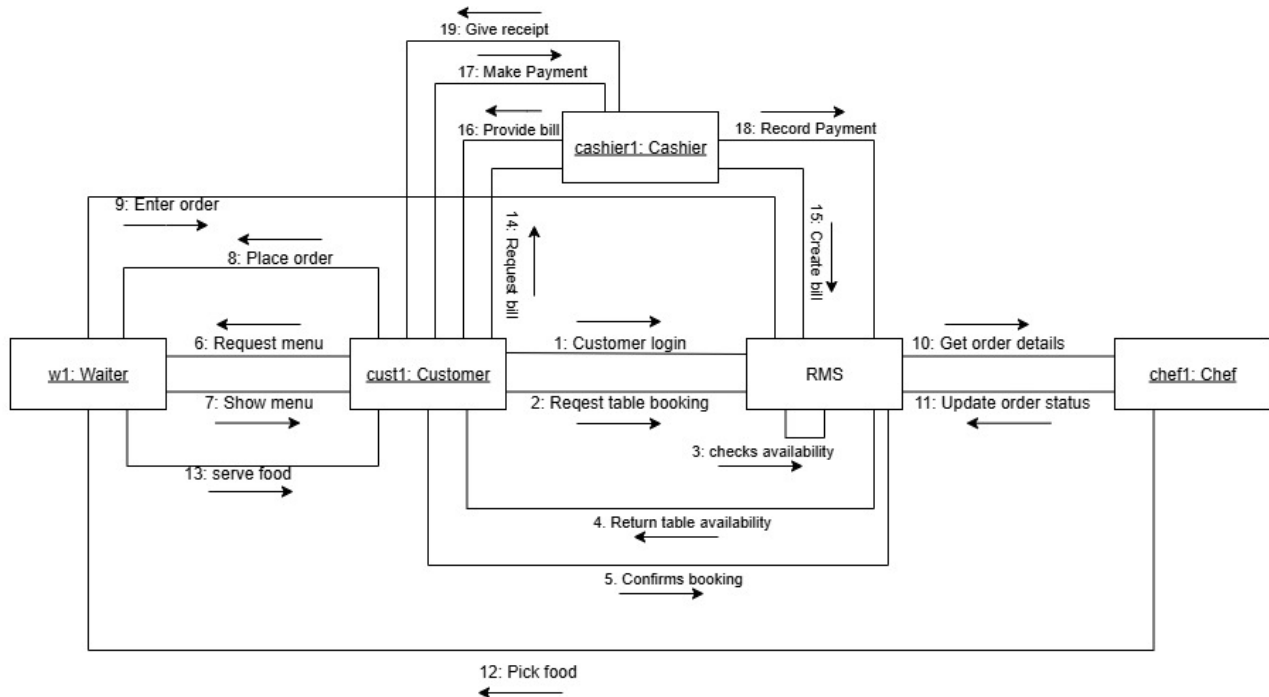 19: Give receipt
17: Make Payment
16: Provide bill
18: Record Payment
cashier1: Cashier
9: Enter order
14: Request bill
15: Create bill
8: Place order
6: Request menu
1: Customer login
10: Get order details
w1: Waiter
cust1: Customer
RMS
chef1: Chef
7: Show menu
2: Reqest table booking
11: Update order status
3: checks availability
13: serve food
4. Return table availability
5. Confirms booking
12: Pick food